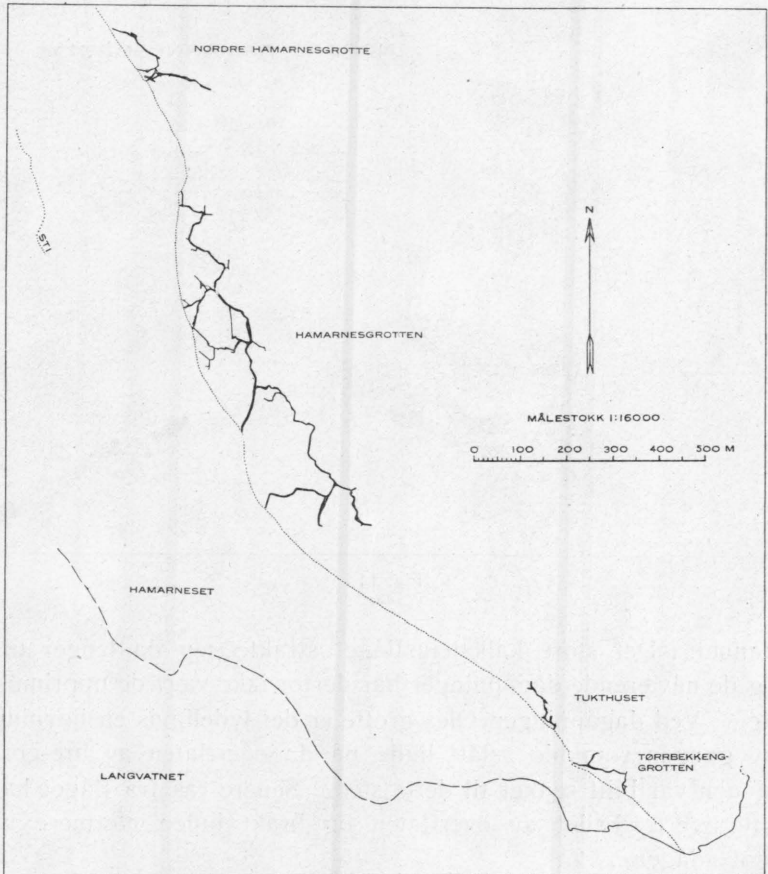 NORDRE HAMARNESGROTTE
STI
N
HAMARNESGROTTEN
MÅLESTOKK 1:16000
0 100 200 300 400 500 M
HAMARNESET
TUKTHUSET
TØRRBEKKENG-
GROTTEN
LANGVATNET